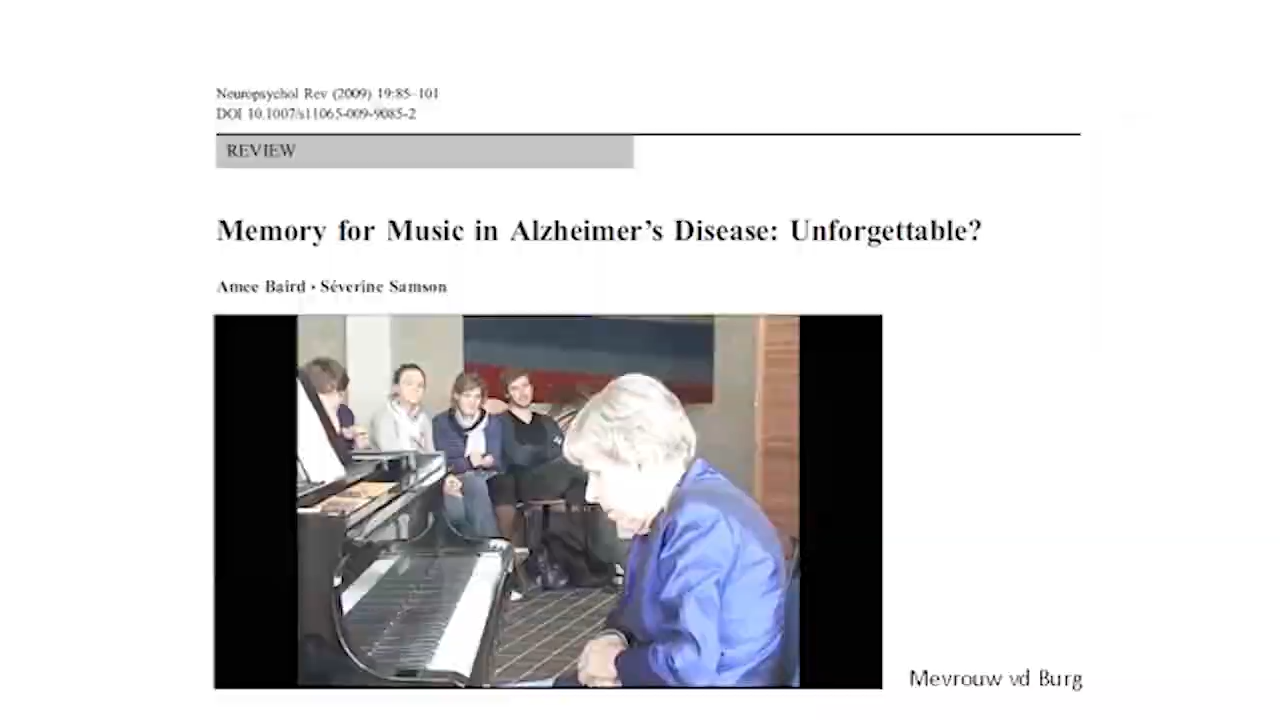 Neuropsychol Rev (2009) 19:85–101
DOI 10.1007/s11065-009-9085-2
REVIEW
Memory for Music in Alzheimer’s Disease: Unforgettable?
Amee Baird · Séverine Samson
Mevrouw vd Burg